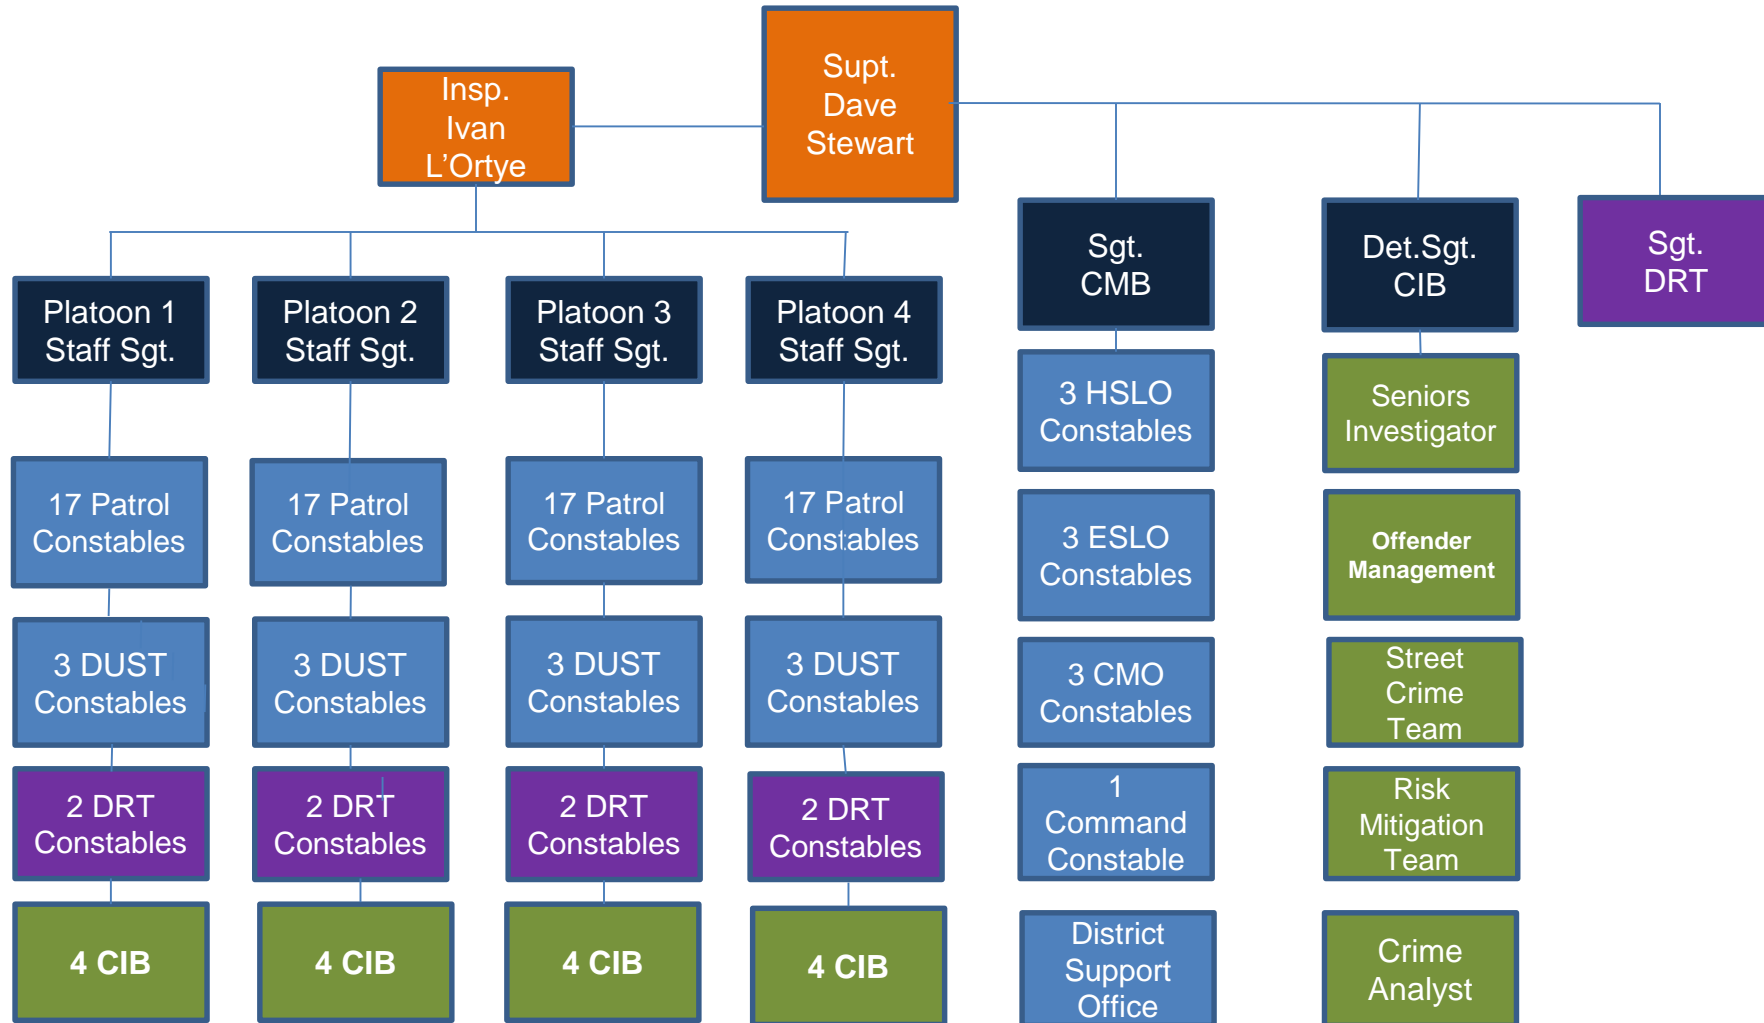 Supt.
Dave
Stewart
Insp.
Ivan
L’Ortye
Platoon 1
Staff Sgt.
Platoon 2
Staff Sgt.
Platoon 3
Staff Sgt.
Platoon 4
Staff Sgt.
Sgt.
CMB
Det.Sgt.
CIB
Sgt.
DRT
17 Patrol
Constables
17 Patrol
Constables
17 Patrol
Constables
17 Patrol
Constables
3 HSLO
Constables
Seniors
Investigator
3 DUST
Constables
3 DUST
Constables
3 DUST
Constables
3 DUST
Constables
3 ESLO
Constables
Offender
Management
2 DRT
Constables
2 DRT
Constables
2 DRT
Constables
2 DRT
Constables
3 CMO
Constables
Street
Crime
Team
4 CIB
4 CIB
4 CIB
4 CIB
1
Command
Constable
Risk
Mitigation
Team
District
Support
Office
Crime
Analyst